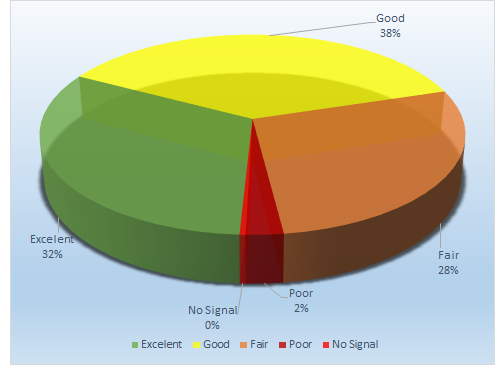 Good
38%
Excelent
32%
Fair
28%
Poor
2%
No Signal
0%
Excelent Good Fair Poor No Signal